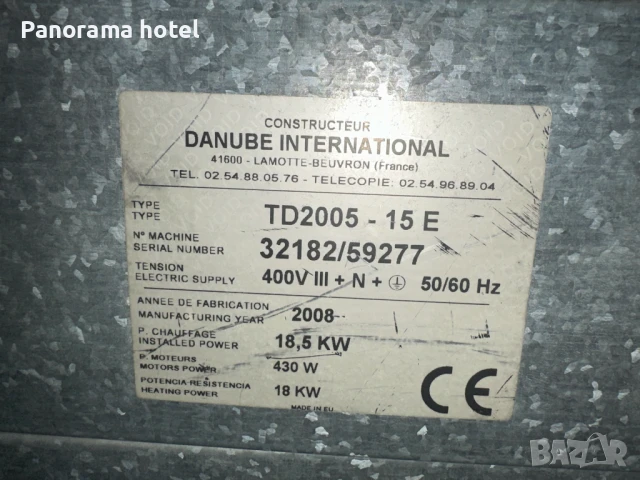 Panorama hotel
CONSTRUCTEUR
DANUBE INTERNATIONAL
41600 - LAMOTTE-BEUVRON (France)
TEL. 02.54.88.05.76 - TELECOPIE: 02.54.96.89.04
TYPE
TYPE
TD2005 - 15 E
N° MACHINE
SERIAL NUMBER
32182/59277
TENSION
ELECTRIC SUPPLY
400V III + N + ⏚ 50/60 Hz
ANNEE DE FABRICATION
MANUFACTURING YEAR
2008
P. CHAUFFAGE
INSTALLED POWER
18,5 KW
P. MOTEURS
MOTORS POWER
430 W
POTENCIA RESISTENCIA
HEATING POWER
18 KW
MADE IN EU
CE
BAZAR